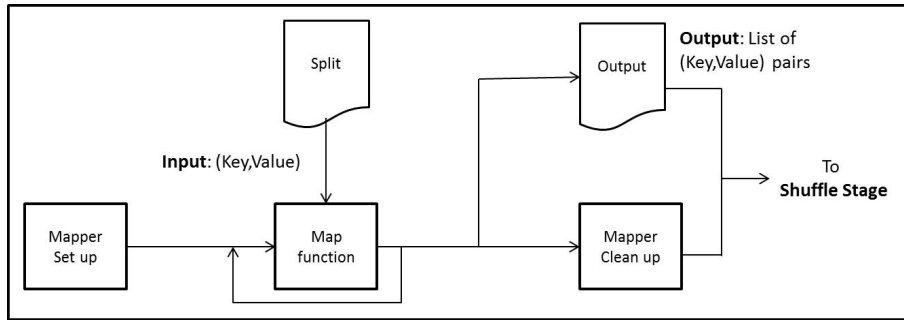 Split
Output
Output: List of
(Key,Value) pairs
Input: (Key,Value)
To
Shuffle Stage
Mapper
Set up
Map
function
Mapper
Clean up